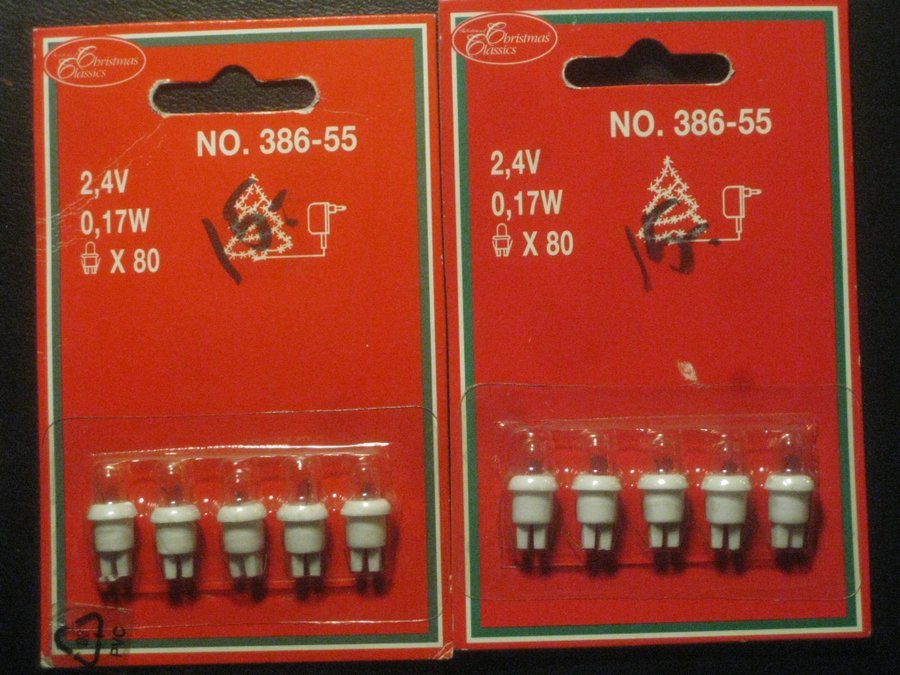 Christmas
Classics
NO. 386-55
2,4V
0,17W
X 80
PVC
Christmas
Classics
NO. 386-55
2,4V
0,17W
X 80